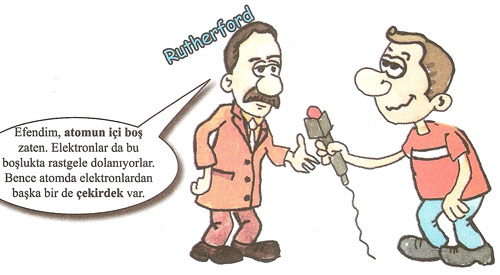 Rutherford
Efendim, atomun içi boş
zaten. Elektronlar da bu
boşlukta rastgele dolanıyorlar.
Bence atomda elektronlardan
başka bir de çekirdek var.